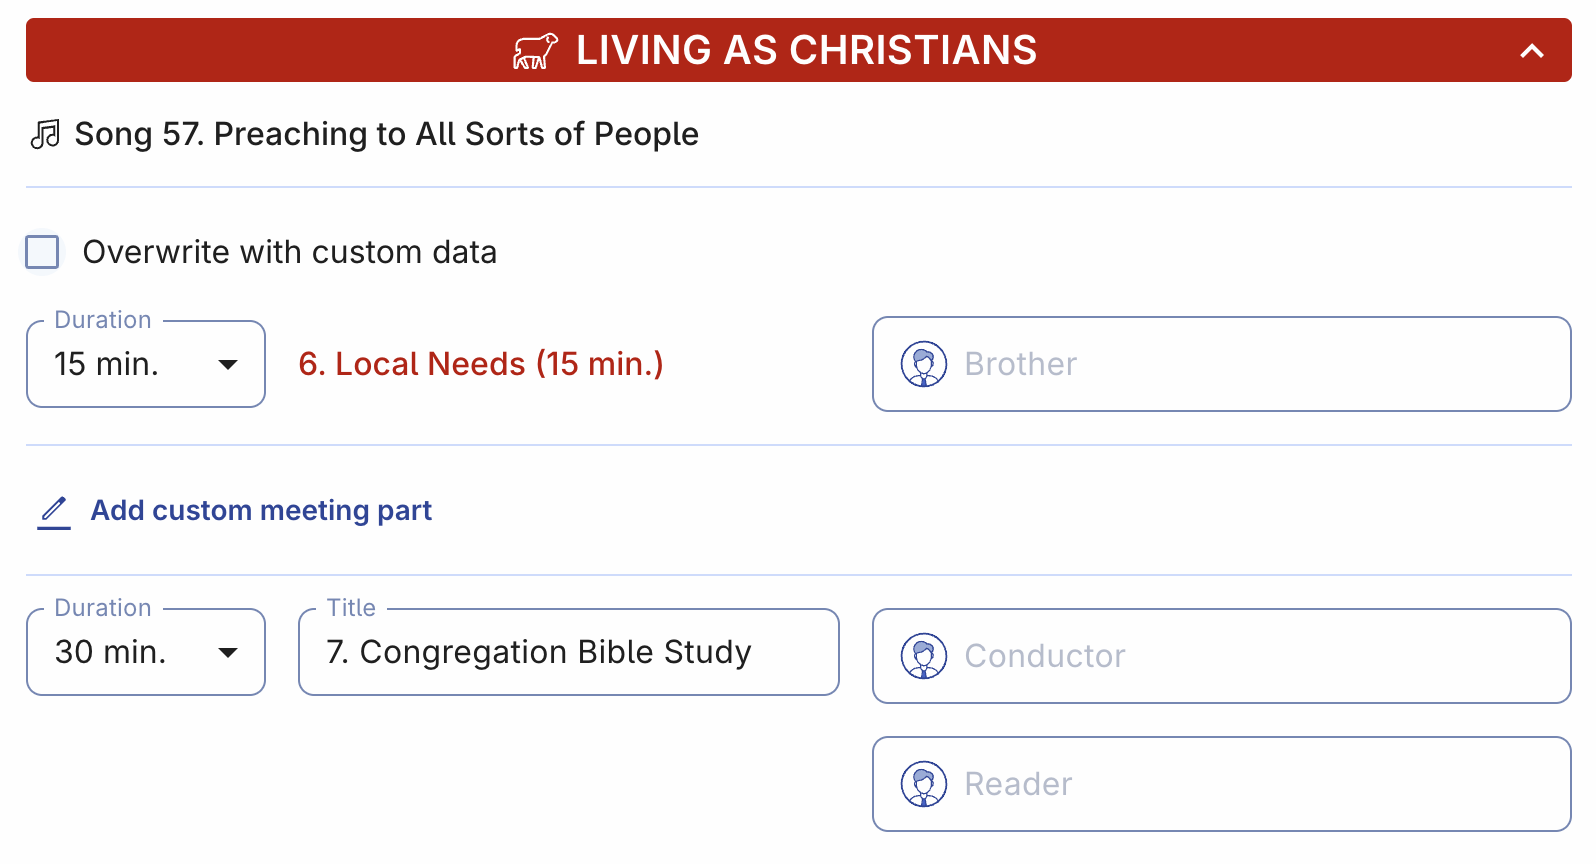 LIVING AS CHRISTIANS
Song 57. Preaching to All Sorts of People
Overwrite with custom data
Duration
15 min.
6. Local Needs (15 min.)
Brother
Add custom meeting part
Duration
30 min.
Title
7. Congregation Bible Study
Conductor
Reader